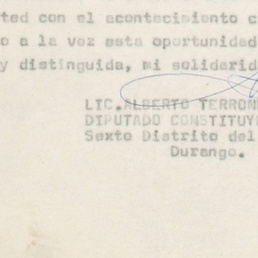 ted con el acontecimiento c
o a la vez esta oportunidad
y distinguida, mi solidarid
LIC. ALBERTO TERRON
DIPUTADO CONSTITUY
Sexto Distrito del
Durango.